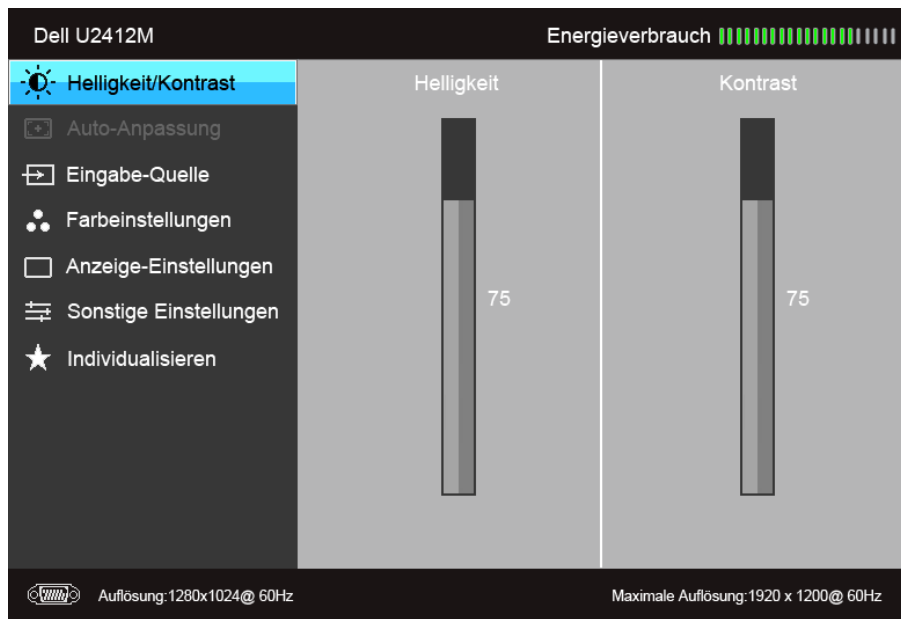 Dell U2412M
Energieverbrauch
Helligkeit/Kontrast
Auto-Anpassung
Eingabe-Quelle
Farbeinstellungen
Anzeige-Einstellungen
Sonstige Einstellungen
Individualisieren
Helligkeit
75
Kontrast
75
Auflösung:1280x1024@ 60Hz
Maximale Auflösung:1920 x 1200@ 60Hz